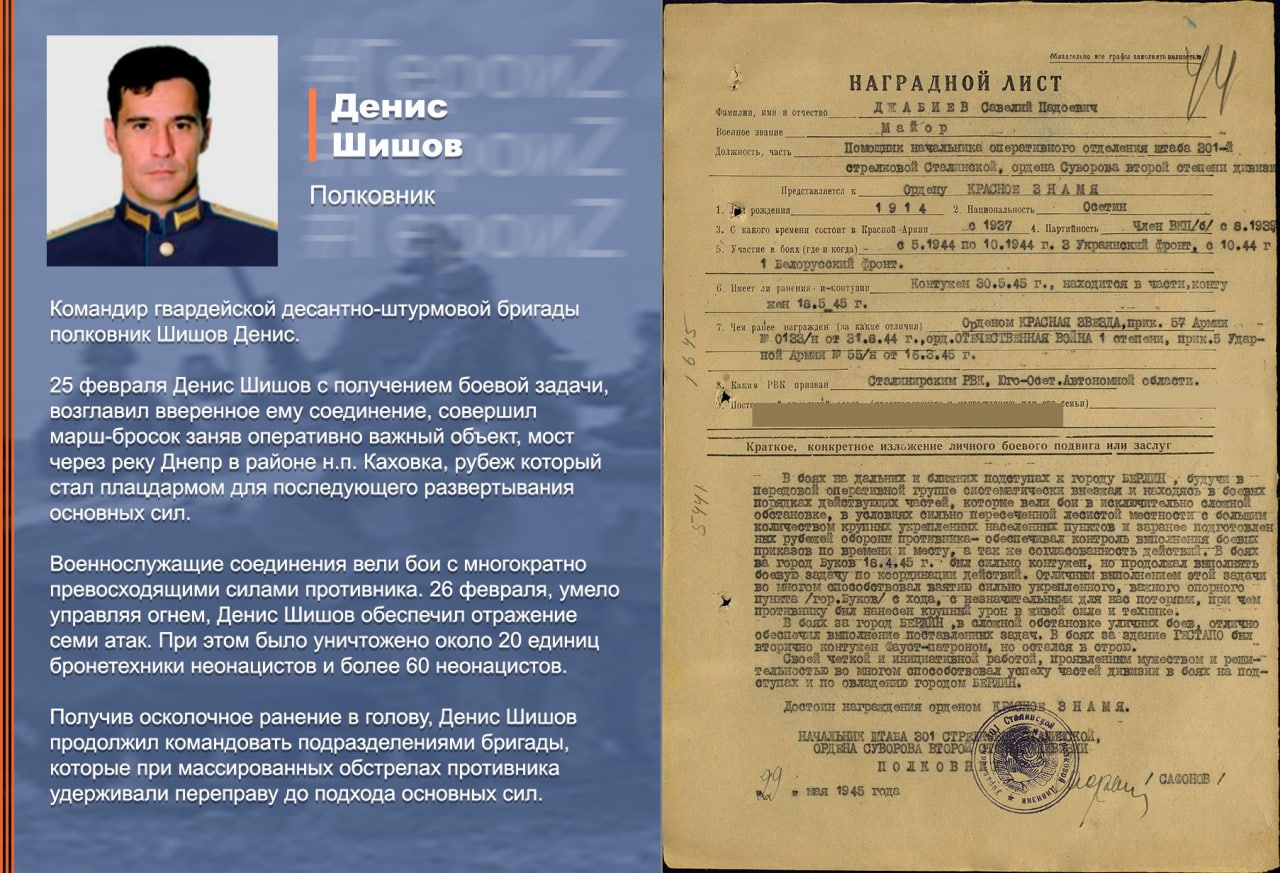 #ГероиZ
#ГероиZ
#ГероиZ
Денис
Шишов
Полковник
Командир гвардейской десантно-штурмовой бригады
полковник Шишов Денис.
25 февраля Денис Шишов с получением боевой задачи,
возглавил вверенное ему соединение, совершил
марш-бросок заняв оперативно важный объект, мост
через реку Днепр в районе н.п. Каховка, рубеж который
стал плацдармом для последующего развертывания
основных сил.
Военнослужащие соединения вели бои с многократно
превосходящими силами противника. 26 февраля, умело
управляя огнем, Денис Шишов обеспечил отражение
семи атак. При этом было уничтожено около 20 единиц
бронетехники неонацистов и более 60 неонацистов.
Получив осколочное ранение в голову, Денис Шишов
продолжил командовать подразделениями бригады,
которые при массированных обстрелах противника
удерживали переправу до подхода основных сил.
Обязательно все графы заполнять полностью
44
НАГРАДНОЙ ЛИСТ
Фамилия, имя и отчество ДЖАБИЕВ Савелий Падоевич
Военное звание Майор
Должность, часть Помощник начальника оперативного отделения штаба 301-й
стрелковой Сталинской, ордена Суворова второй степени дивизи
Представляется к Ордену КРАСНОЕ ЗНАМЯ
1. Год рождения 1914 2. Национальность Осетин
3. С какого времени состоит в Красной Армии с 1937 4. Партийность Член ВКП/б/ с 8.1939
5. Участие в боях (где и когда) с 5.1944 по 10.1944 г. 3 Украинский фронт, с 10.44 г
1 Белорусский фронт.
6. Имеет ли ранения и контузии Контужен 30.5.45 г., находится в части, конту
жен 18.5.45 г.
7. Чем ранее награжден (за какие отличия) Орденом КРАСНАЯ ЗВЕЗДА, прик. 57 Армии
№ 0133/н от 31.8.44 г., орд. ОТЕЧЕСТВЕННАЯ ВОЙНА 1 степени, прик. 5 Удар-
ной Армии № 55/н от 16.3.45 г.
8. Каким РВК призван Сталинирским РВК, Юго-Осет. Автономной области.
9.
Краткое, конкретное изложение личного боевого подвига или заслуг
В боях на дальних и ближних подступах к городу БЕРЛИН, будучи в
передовой оперативной группе систематически выезжая и находясь в боевых
порядках действующих частей, которые вели бои в исключительно сложной
обстановке, в условиях сильно пересеченной лесистой местности с большим
количеством крупных укрепленных населенных пунктов и заранее подготовлен
них рубежей обороны противника- обеспечивал контроль выполнения боевых
приказов по времени и месту, а так же согласованность действий. В боях
за город Буков 18.4.45 г. был сильно контужен, но продолжал выполнять
боевую задачу по координации действий. Отличным выполнением этой задачи
во многом способствовал взятию сильно укрепленного, важного опорного
пункта /гор.Буков/ с хода, с незначительным для нас потерями, при чем
противнику был нанесен крупный урон в живой силе и технике.
В боях за город БЕРЛИН, в сложной обстановке уличных боев, отлично
обеспечил выполнение поставленных задач. В боях за здание ГЕСТАПО был
вторично контужен Фауст-патроном, но остался в строю.
Своей четкой и инициативной работой, проявленным мужеством и реши-
тельностью во многом способствовал успеху частей дивизии в боях на под-
ступах и по овладению городом БЕРЛИН.
Достоин награждения орденом КРАСНОЕ ЗНАМЯ.
НАЧАЛЬНИК ШТАБА 301 СТРЕЛКОВОЙ СТАЛИНСКОЙ,
ОРДЕНА СУВОРОВА ВТОРОЙ СТЕПЕНИ ДИВИЗИИ-
ПОЛКОВНИК
/САФОНОВ/
"29" мая 1945 года
1645
5441